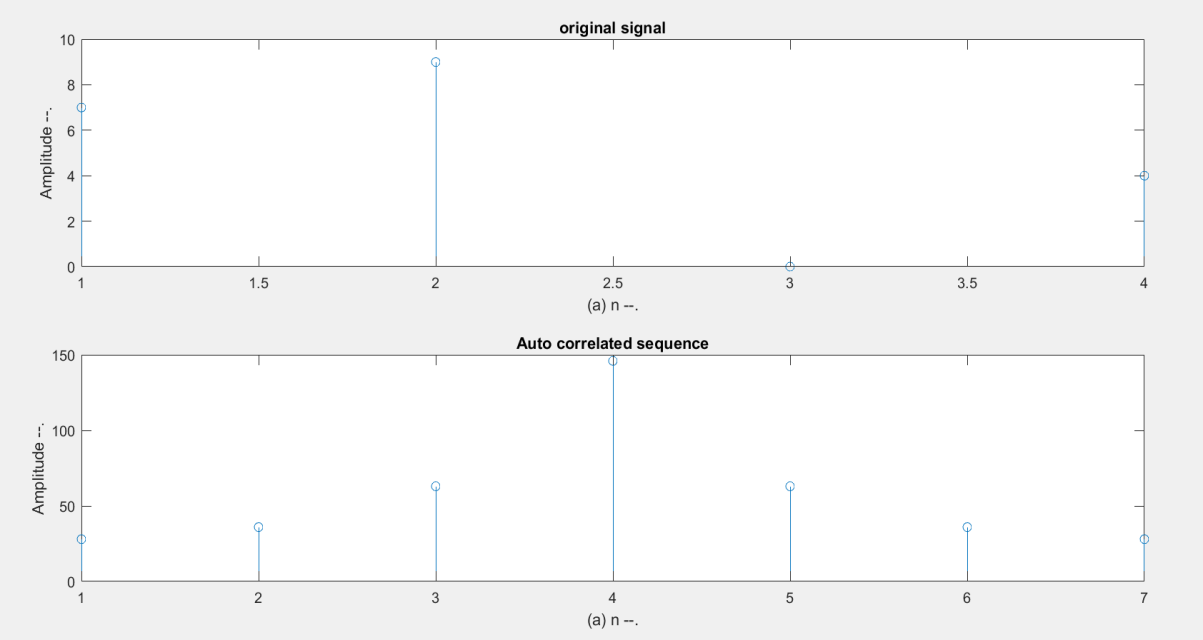 original signal
10
8
6
4
2
0
Amplitude --.
1 1.5 2 2.5 3 3.5 4
(a) n --.
Auto correlated sequence
150
100
50
0
Amplitude --.
1 2 3 4 5 6 7
(a) n --.